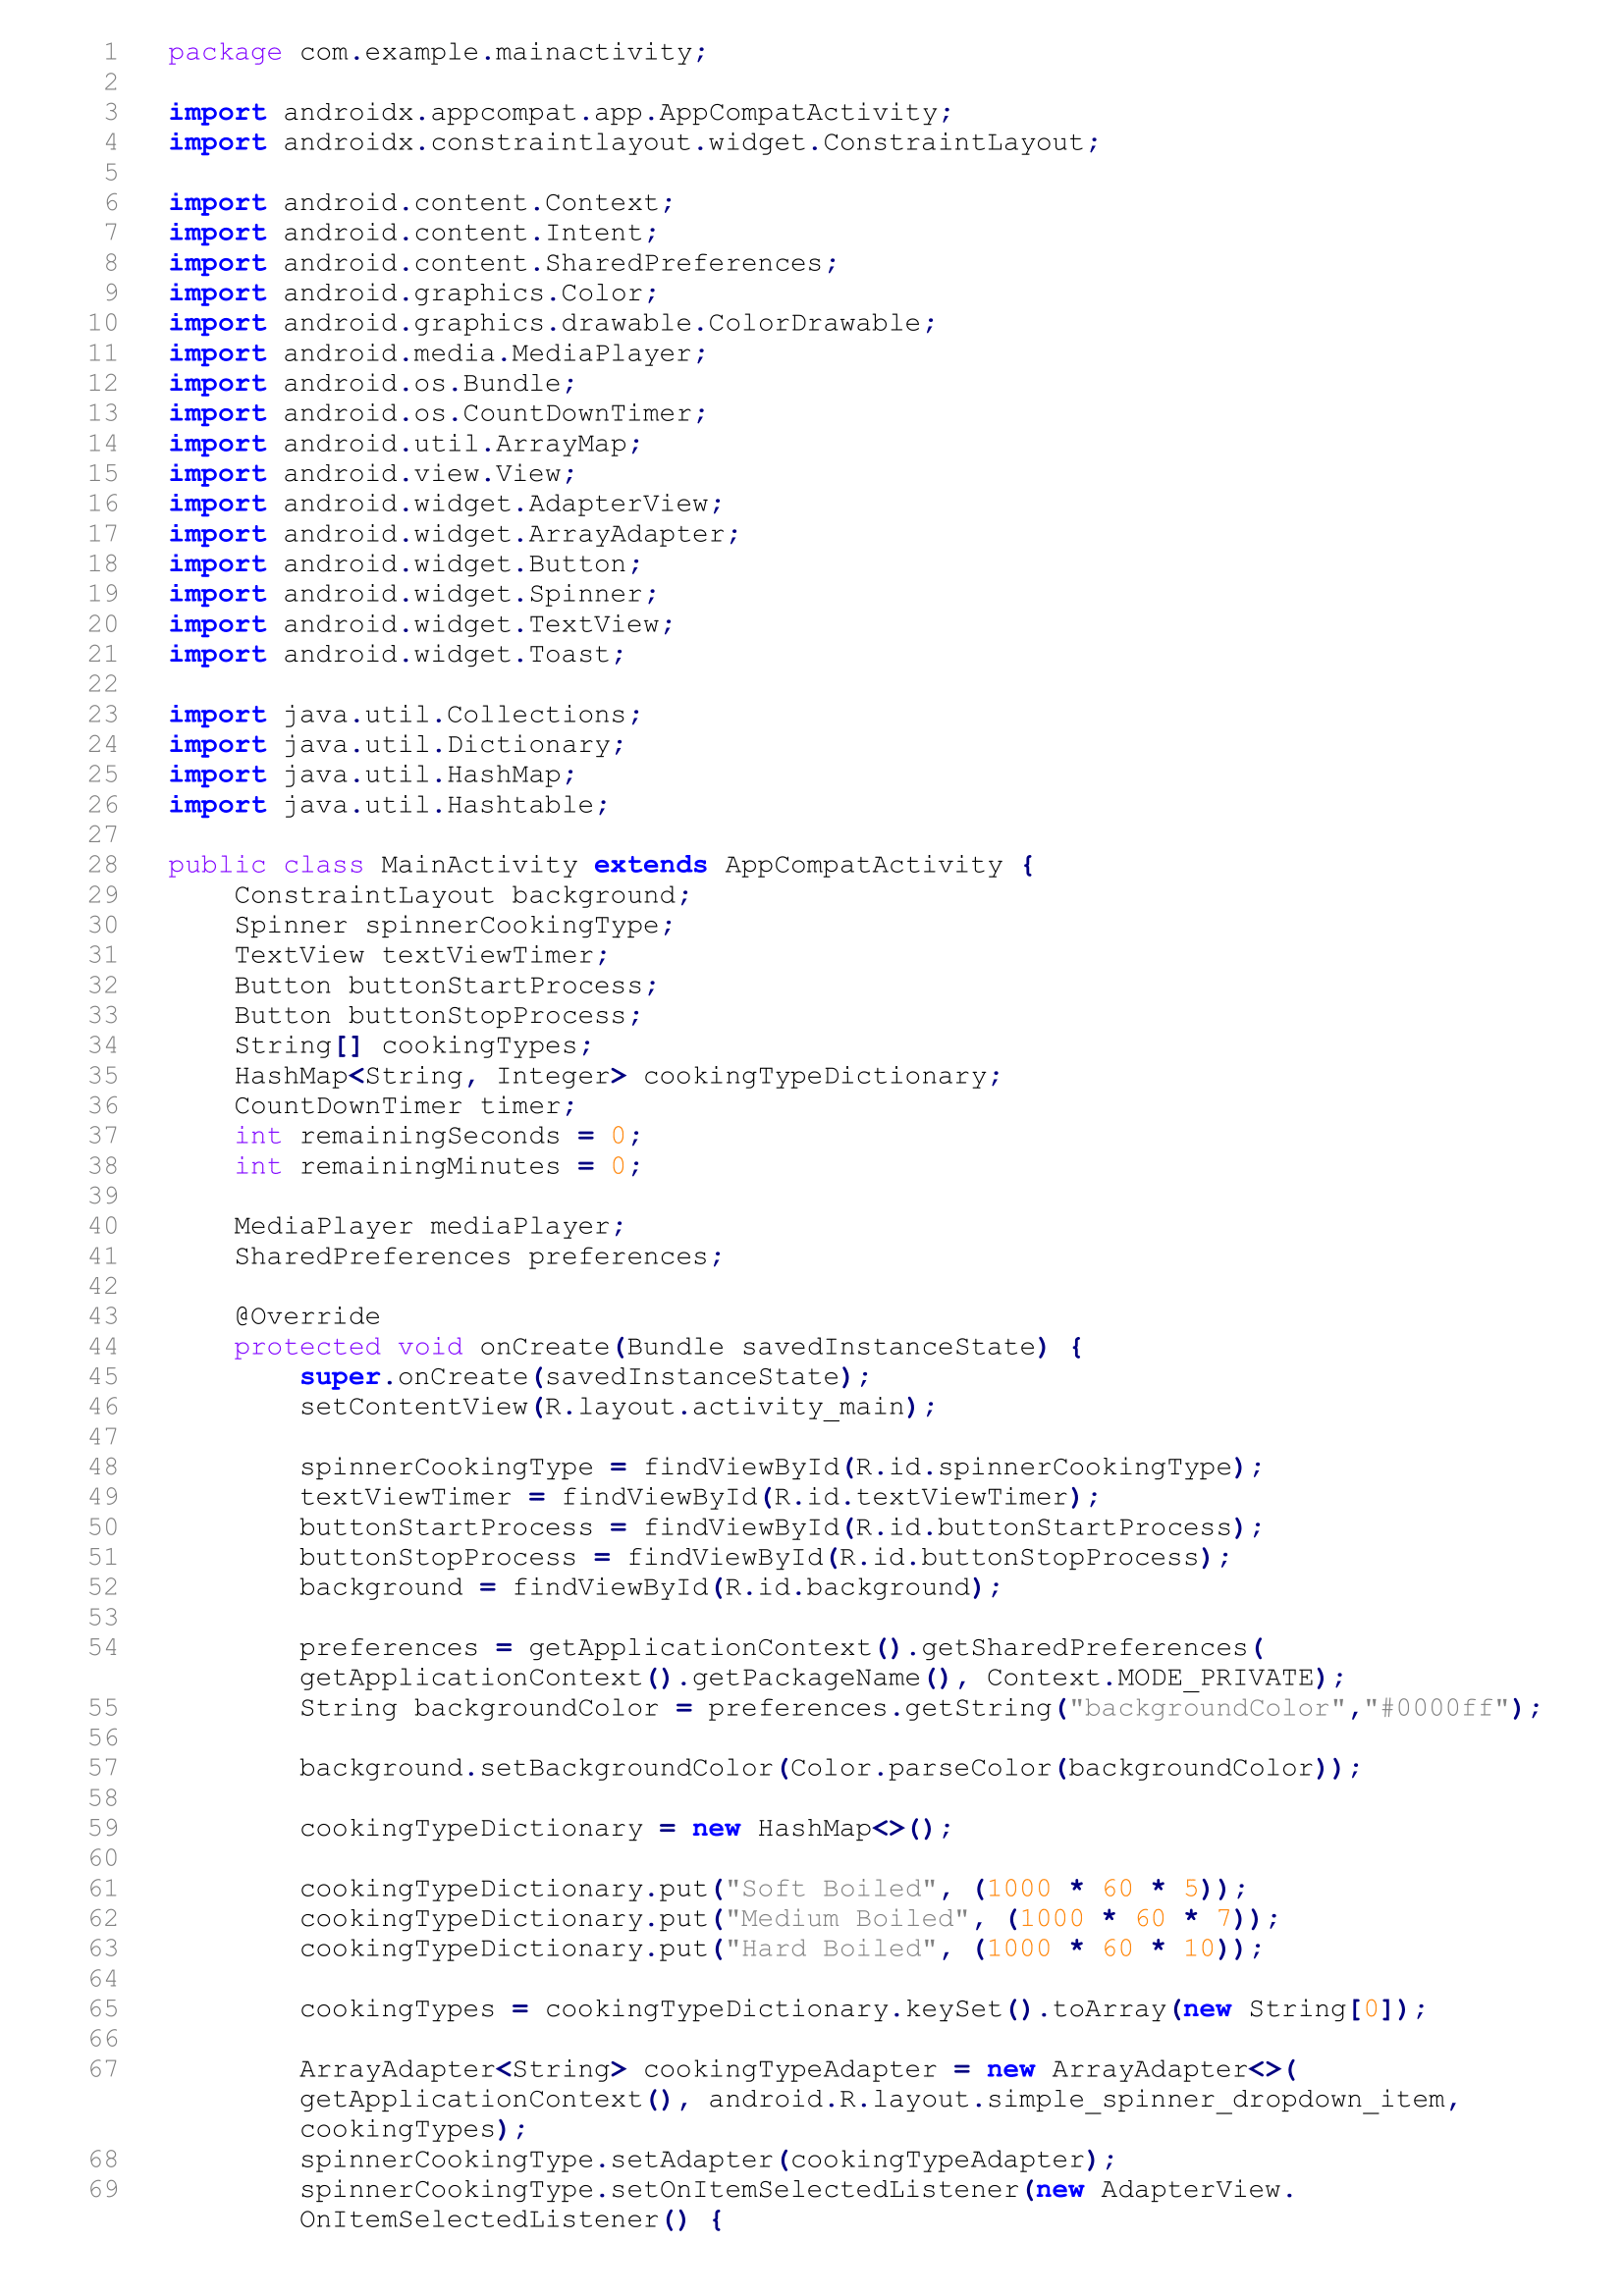 1 package com.example.mainactivity;
2
3 import androidx.appcompat.app.AppCompatActivity;
4 import androidx.constraintlayout.widget.ConstraintLayout;
5
6 import android.content.Context;
7 import android.content.Intent;
8 import android.content.SharedPreferences;
9 import android.graphics.Color;
10 import android.graphics.drawable.ColorDrawable;
11 import android.media.MediaPlayer;
12 import android.os.Bundle;
13 import android.os.CountDownTimer;
14 import android.util.ArrayMap;
15 import android.view.View;
16 import android.widget.AdapterView;
17 import android.widget.ArrayAdapter;
18 import android.widget.Button;
19 import android.widget.Spinner;
20 import android.widget.TextView;
21 import android.widget.Toast;
22
23 import java.util.Collections;
24 import java.util.Dictionary;
25 import java.util.HashMap;
26 import java.util.Hashtable;
27
28 public class MainActivity extends AppCompatActivity {
29     ConstraintLayout background;
30     Spinner spinnerCookingType;
31     TextView textViewTimer;
32     Button buttonStartProcess;
33     Button buttonStopProcess;
34     String[] cookingTypes;
35     HashMap<String, Integer> cookingTypeDictionary;
36     CountDownTimer timer;
37     int remainingSeconds = 0;
38     int remainingMinutes = 0;
39
40     MediaPlayer mediaPlayer;
41     SharedPreferences preferences;
42
43     @Override
44     protected void onCreate(Bundle savedInstanceState) {
45         super.onCreate(savedInstanceState);
46         setContentView(R.layout.activity_main);
47
48         spinnerCookingType = findViewById(R.id.spinnerCookingType);
49         textViewTimer = findViewById(R.id.textViewTimer);
50         buttonStartProcess = findViewById(R.id.buttonStartProcess);
51         buttonStopProcess = findViewById(R.id.buttonStopProcess);
52         background = findViewById(R.id.background);
53
54         preferences = getApplicationContext().getSharedPreferences(
        getApplicationContext().getPackageName(), Context.MODE_PRIVATE);
55         String backgroundColor = preferences.getString("backgroundColor","#0000ff");
56
57         background.setBackgroundColor(Color.parseColor(backgroundColor));
58
59         cookingTypeDictionary = new HashMap<>();
60
61         cookingTypeDictionary.put("Soft Boiled", (1000 * 60 * 5));
62         cookingTypeDictionary.put("Medium Boiled", (1000 * 60 * 7));
63         cookingTypeDictionary.put("Hard Boiled", (1000 * 60 * 10));
64
65         cookingTypes = cookingTypeDictionary.keySet().toArray(new String[0]);
66
67         ArrayAdapter<String> cookingTypeAdapter = new ArrayAdapter<>(
        getApplicationContext(), android.R.layout.simple_spinner_dropdown_item,
        cookingTypes);
68         spinnerCookingType.setAdapter(cookingTypeAdapter);
69         spinnerCookingType.setOnItemSelectedListener(new AdapterView.
        OnItemSelectedListener() {